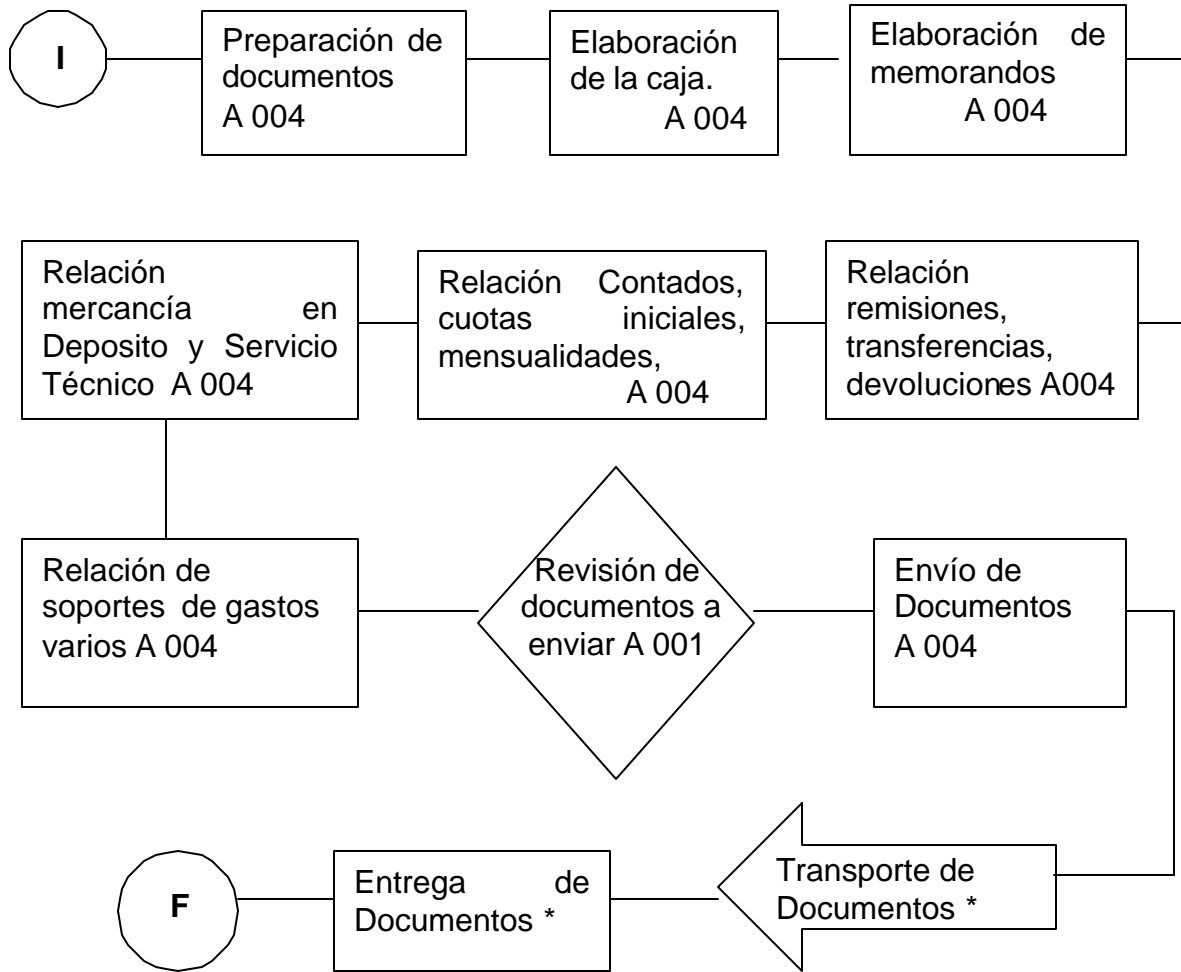 I
Preparación de
documentos
A 004
Elaboración
de la caja.
A 004
Elaboración de
memorandos
A 004
Relación
remisiones,
transferencias,
devoluciones A004
Relación Contados,
cuotas iniciales,
mensualidades,
A 004
Relación
mercancía en
Deposito y Servicio
Técnico A 004
Relación de
soportes de gastos
varios A 004
Revisión de
documentos a
enviar A 001
Envío de
Documentos
A 004
Transporte de
Documentos *
Entrega de
Documentos *
F